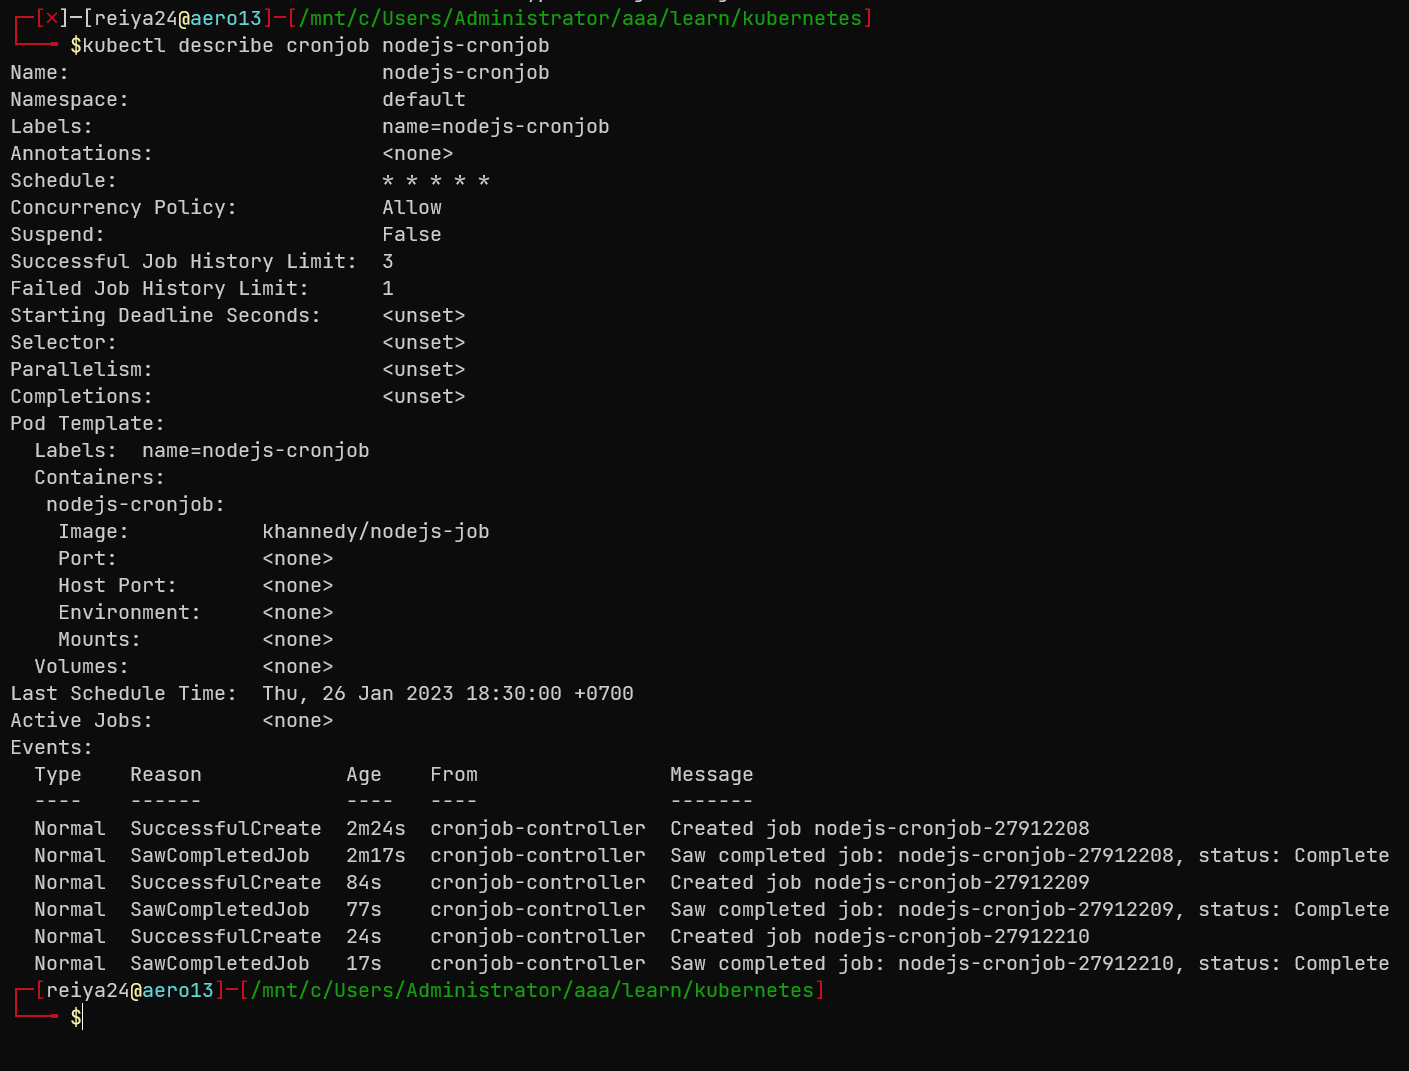 ┌─[✗]─[reiya24@aero13]─[/mnt/c/Users/Administrator/aaa/learn/kubernetes]
└──╼ $kubectl describe cronjob nodejs-cronjob
Name:                          nodejs-cronjob
Namespace:                     default
Labels:                        name=nodejs-cronjob
Annotations:                   <none>
Schedule:                      * * * * *
Concurrency Policy:            Allow
Suspend:                       False
Successful Job History Limit:  3
Failed Job History Limit:      1
Starting Deadline Seconds:     <unset>
Selector:                      <unset>
Parallelism:                   <unset>
Completions:                   <unset>
Pod Template:
  Labels:  name=nodejs-cronjob
  Containers:
   nodejs-cronjob:
    Image:           khannedy/nodejs-job
    Port:            <none>
    Host Port:       <none>
    Environment:     <none>
    Mounts:          <none>
  Volumes:           <none>
Last Schedule Time:  Thu, 26 Jan 2023 18:30:00 +0700
Active Jobs:         <none>
Events:
  Type    Reason            Age    From                Message
  ----    ------            ----   ----                -------
  Normal  SuccessfulCreate  2m24s  cronjob-controller  Created job nodejs-cronjob-27912208
  Normal  SawCompletedJob   2m17s  cronjob-controller  Saw completed job: nodejs-cronjob-27912208, status: Complete
  Normal  SuccessfulCreate  84s    cronjob-controller  Created job nodejs-cronjob-27912209
  Normal  SawCompletedJob   77s    cronjob-controller  Saw completed job: nodejs-cronjob-27912209, status: Complete
  Normal  SuccessfulCreate  24s    cronjob-controller  Created job nodejs-cronjob-27912210
  Normal  SawCompletedJob   17s    cronjob-controller  Saw completed job: nodejs-cronjob-27912210, status: Complete
┌─[reiya24@aero13]─[/mnt/c/Users/Administrator/aaa/learn/kubernetes]
└──╼ $